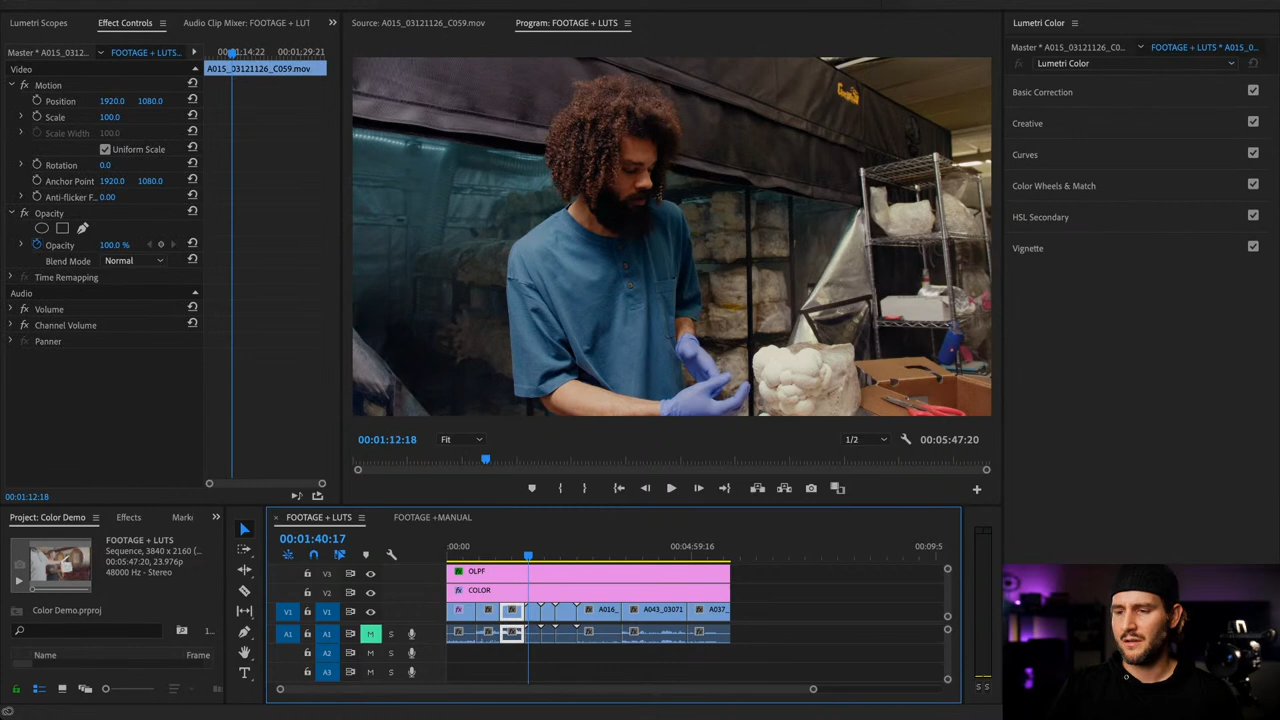 Lumetri Scopes
Effect Controls
Audio Clip Mixer: FOOTAGE + LUT
Source: A015_03121126_C059.mov
Program: FOOTAGE + LUTS
Lumetri Color
Master * A015_0312...
FOOTAGE + LUTS...
00:01:29:21
Master * A015_03121126_C0...
FOOTAGE + LUTS * A015_0...
Video
A015_03121126_C059.mov
Lumetri Color
Motion
Position 1920.0 1080.0
Scale 100.0
Scale Width 100.0
Uniform Scale
Rotation 0.0
Anchor Point 1920.0 1080.0
Anti-flicker F... 0.00
Opacity
Opacity 100.0 %
Blend Mode Normal
Time Remapping
Audio
Volume
Channel Volume
Panner
Basic Correction
Creative
Curves
Color Wheels & Match
HSL Secondary
Vignette
00:01:12:18
Fit
1/2
00:05:47:20
00:01:12:18
Project: Color Demo
Effects
Mark
FOOTAGE + LUTS
FOOTAGE +MANUAL
FOOTAGE + LUTS
Sequence, 3840 x 2160 (...
00:05:47:20, 23.976p
48000 Hz - Stereo
Color Demo.prproj
1...
Name
Frame
00:01:40:17
:00:00
00:04:59:16
00:09:5
V3
OLPF
V2
COLOR
V1 V1
A016_
A043_03071
A037_
A1 A1 M S
A2 M S
A3 M S
S S